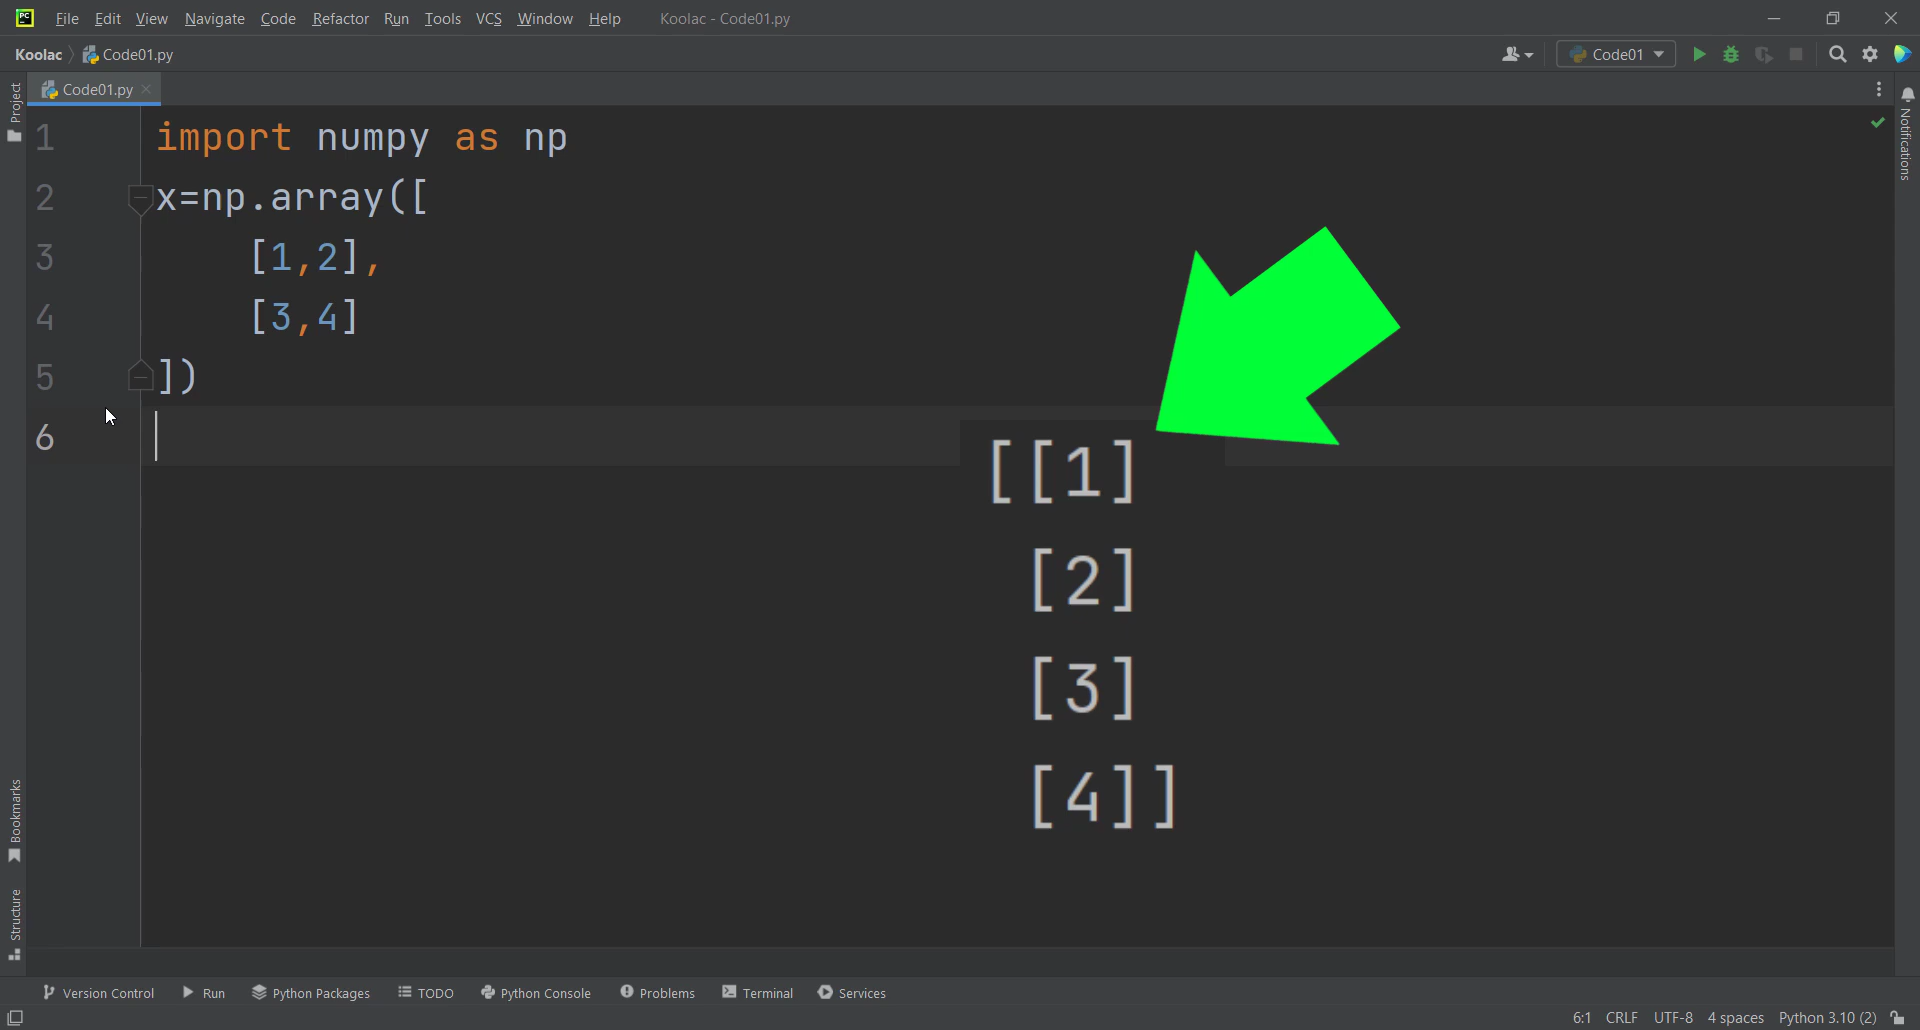 PC File Edit View Navigate Code Refactor Run Tools VCS Window Help Koolac - Code01.py
Koolac Code01.py Code01
Code01.py
Project
Notifications
1 import numpy as np
2 x=np.array([
3 [1,2],
4 [3,4]
5 ])
6
[[1]
[2]
[3]
[4]]
Bookmarks
Structure
Version Control Run Python Packages TODO Python Console Problems Terminal Services
6:1 CRLF UTF-8 4 spaces Python 3.10 (2)